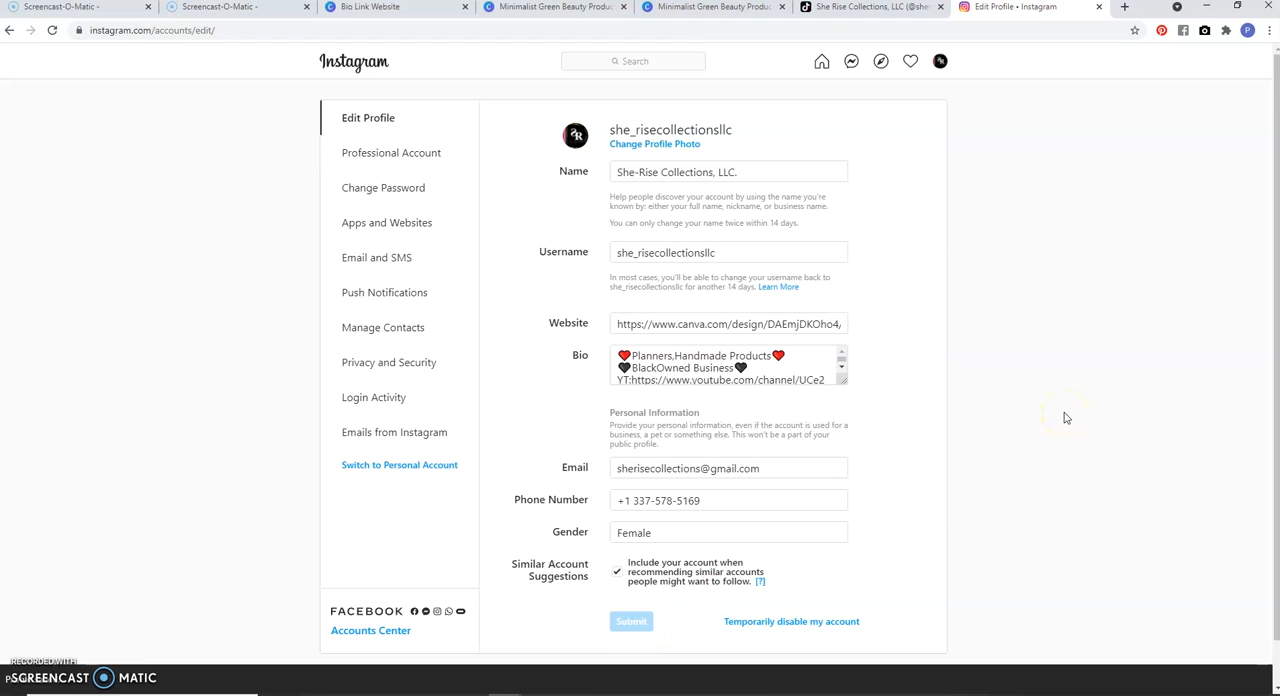 Screencast-O-Matic -
Screencast-O-Matic -
Bio Link Website
Minimalist Green Beauty Produc
Minimalist Green Beauty Produc
She Rise Collections, LLC (@she
Edit Profile • Instagram
instagram.com/accounts/edit/
P
Instagram
Search
Edit Profile
Professional Account
Change Password
Apps and Websites
Email and SMS
Push Notifications
Manage Contacts
Privacy and Security
Login Activity
Emails from Instagram
Switch to Personal Account
FACEBOOK
Accounts Center
she_risecollectionsllc
Change Profile Photo
Name
She-Rise Collections, LLC.
Help people discover your account by using the name you're
known by: either your full name, nickname, or business name.
You can only change your name twice within 14 days.
Username
she_risecollectionsllc
In most cases, you'll be able to change your username back to
she_risecollectionsllc for another 14 days. Learn More
Website
https://www.canva.com/design/DAEmjDKOho4/
Bio
❤Planners,Handmade Products❤
🖤BlackOwned Business🖤
YT:https://www.youtube.com/channel/UCe2
Personal Information
Provide your personal information, even if the account is used for a
business, a pet or something else. This won't be a part of your
public profile.
Email
sherisecollections@gmail.com
Phone Number
+1 337-578-5169
Gender
Female
Similar Account
Suggestions
Include your account when
recommending similar accounts
people might want to follow. [?]
Submit
Temporarily disable my account
RECORDED WITH
SCREENCAST MATIC